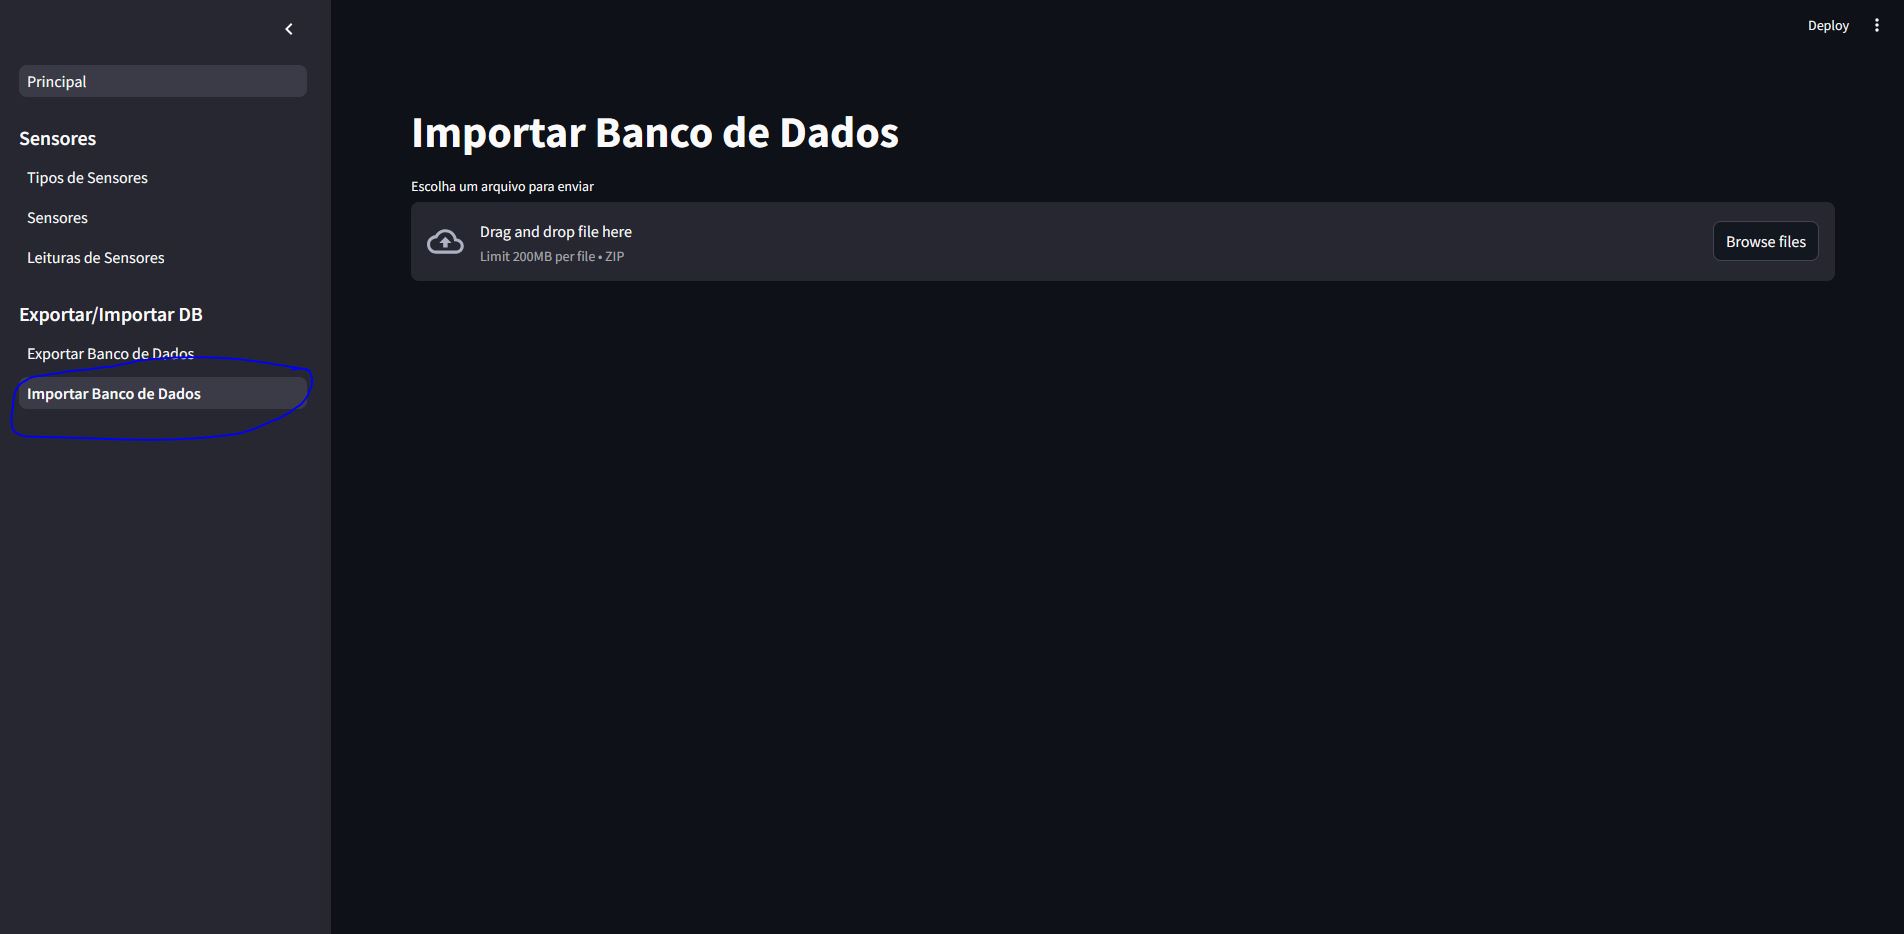 Deploy
Principal
Sensores
Tipos de Sensores
Sensores
Leituras de Sensores
Exportar/Importar DB
Exportar Banco de Dados
Importar Banco de Dados
Importar Banco de Dados
Escolha um arquivo para enviar
Drag and drop file here
Limit 200MB per file • ZIP
Browse files